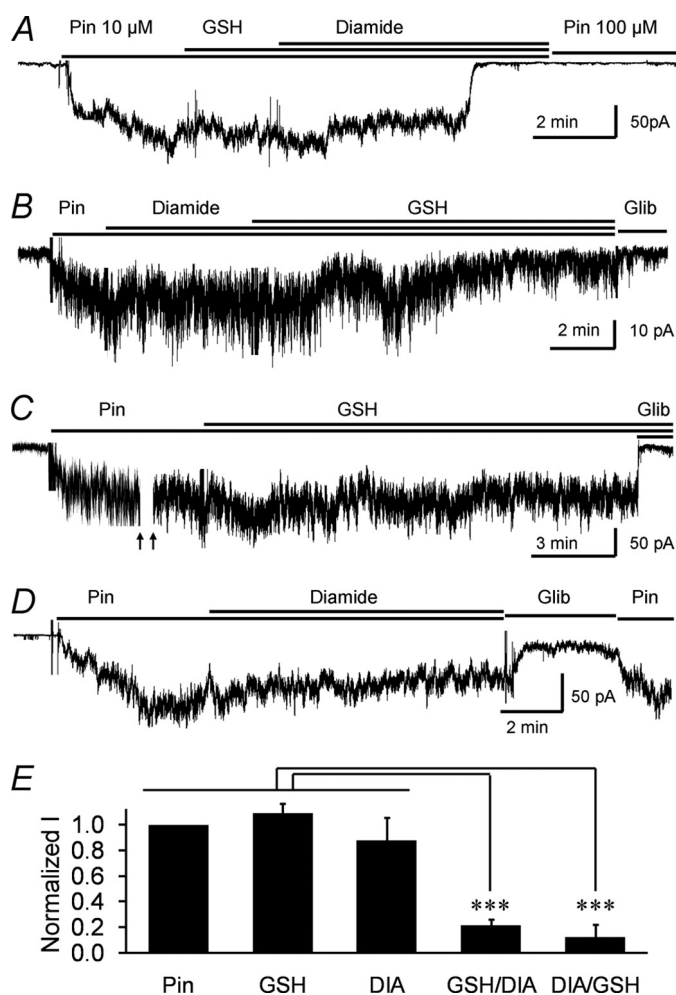 A
Pin 10 µM GSH Diamide Pin 100 µM
2 min 50pA
B
Pin Diamide GSH Glib
2 min 10 pA
C
Pin GSH Glib
3 min 50 pA
D
Pin Diamide Glib Pin
2 min 50 pA
E
Normalized I
1.0
0.8
0.6
0.4
0.2
0.0
*** ***
Pin GSH DIA GSH/DIA DIA/GSH